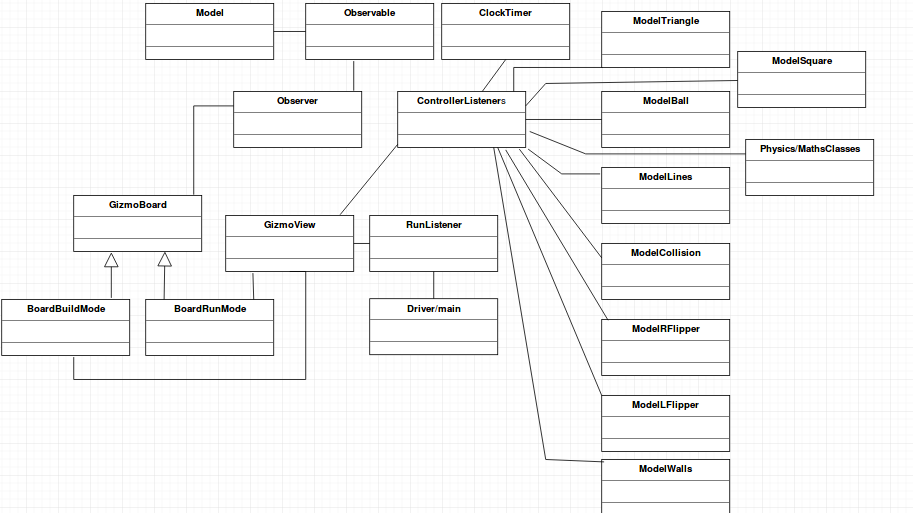 Model
Observable
ClockTimer
ModelTriangle
ModelSquare
Observer
ControllerListeners
ModelBall
Physics/MathsClasses
ModelLines
GizmoBoard
GizmoView
RunListener
ModelCollision
BoardBuildMode
BoardRunMode
Driver/main
ModelRFlipper
ModelLFlipper
ModelWalls